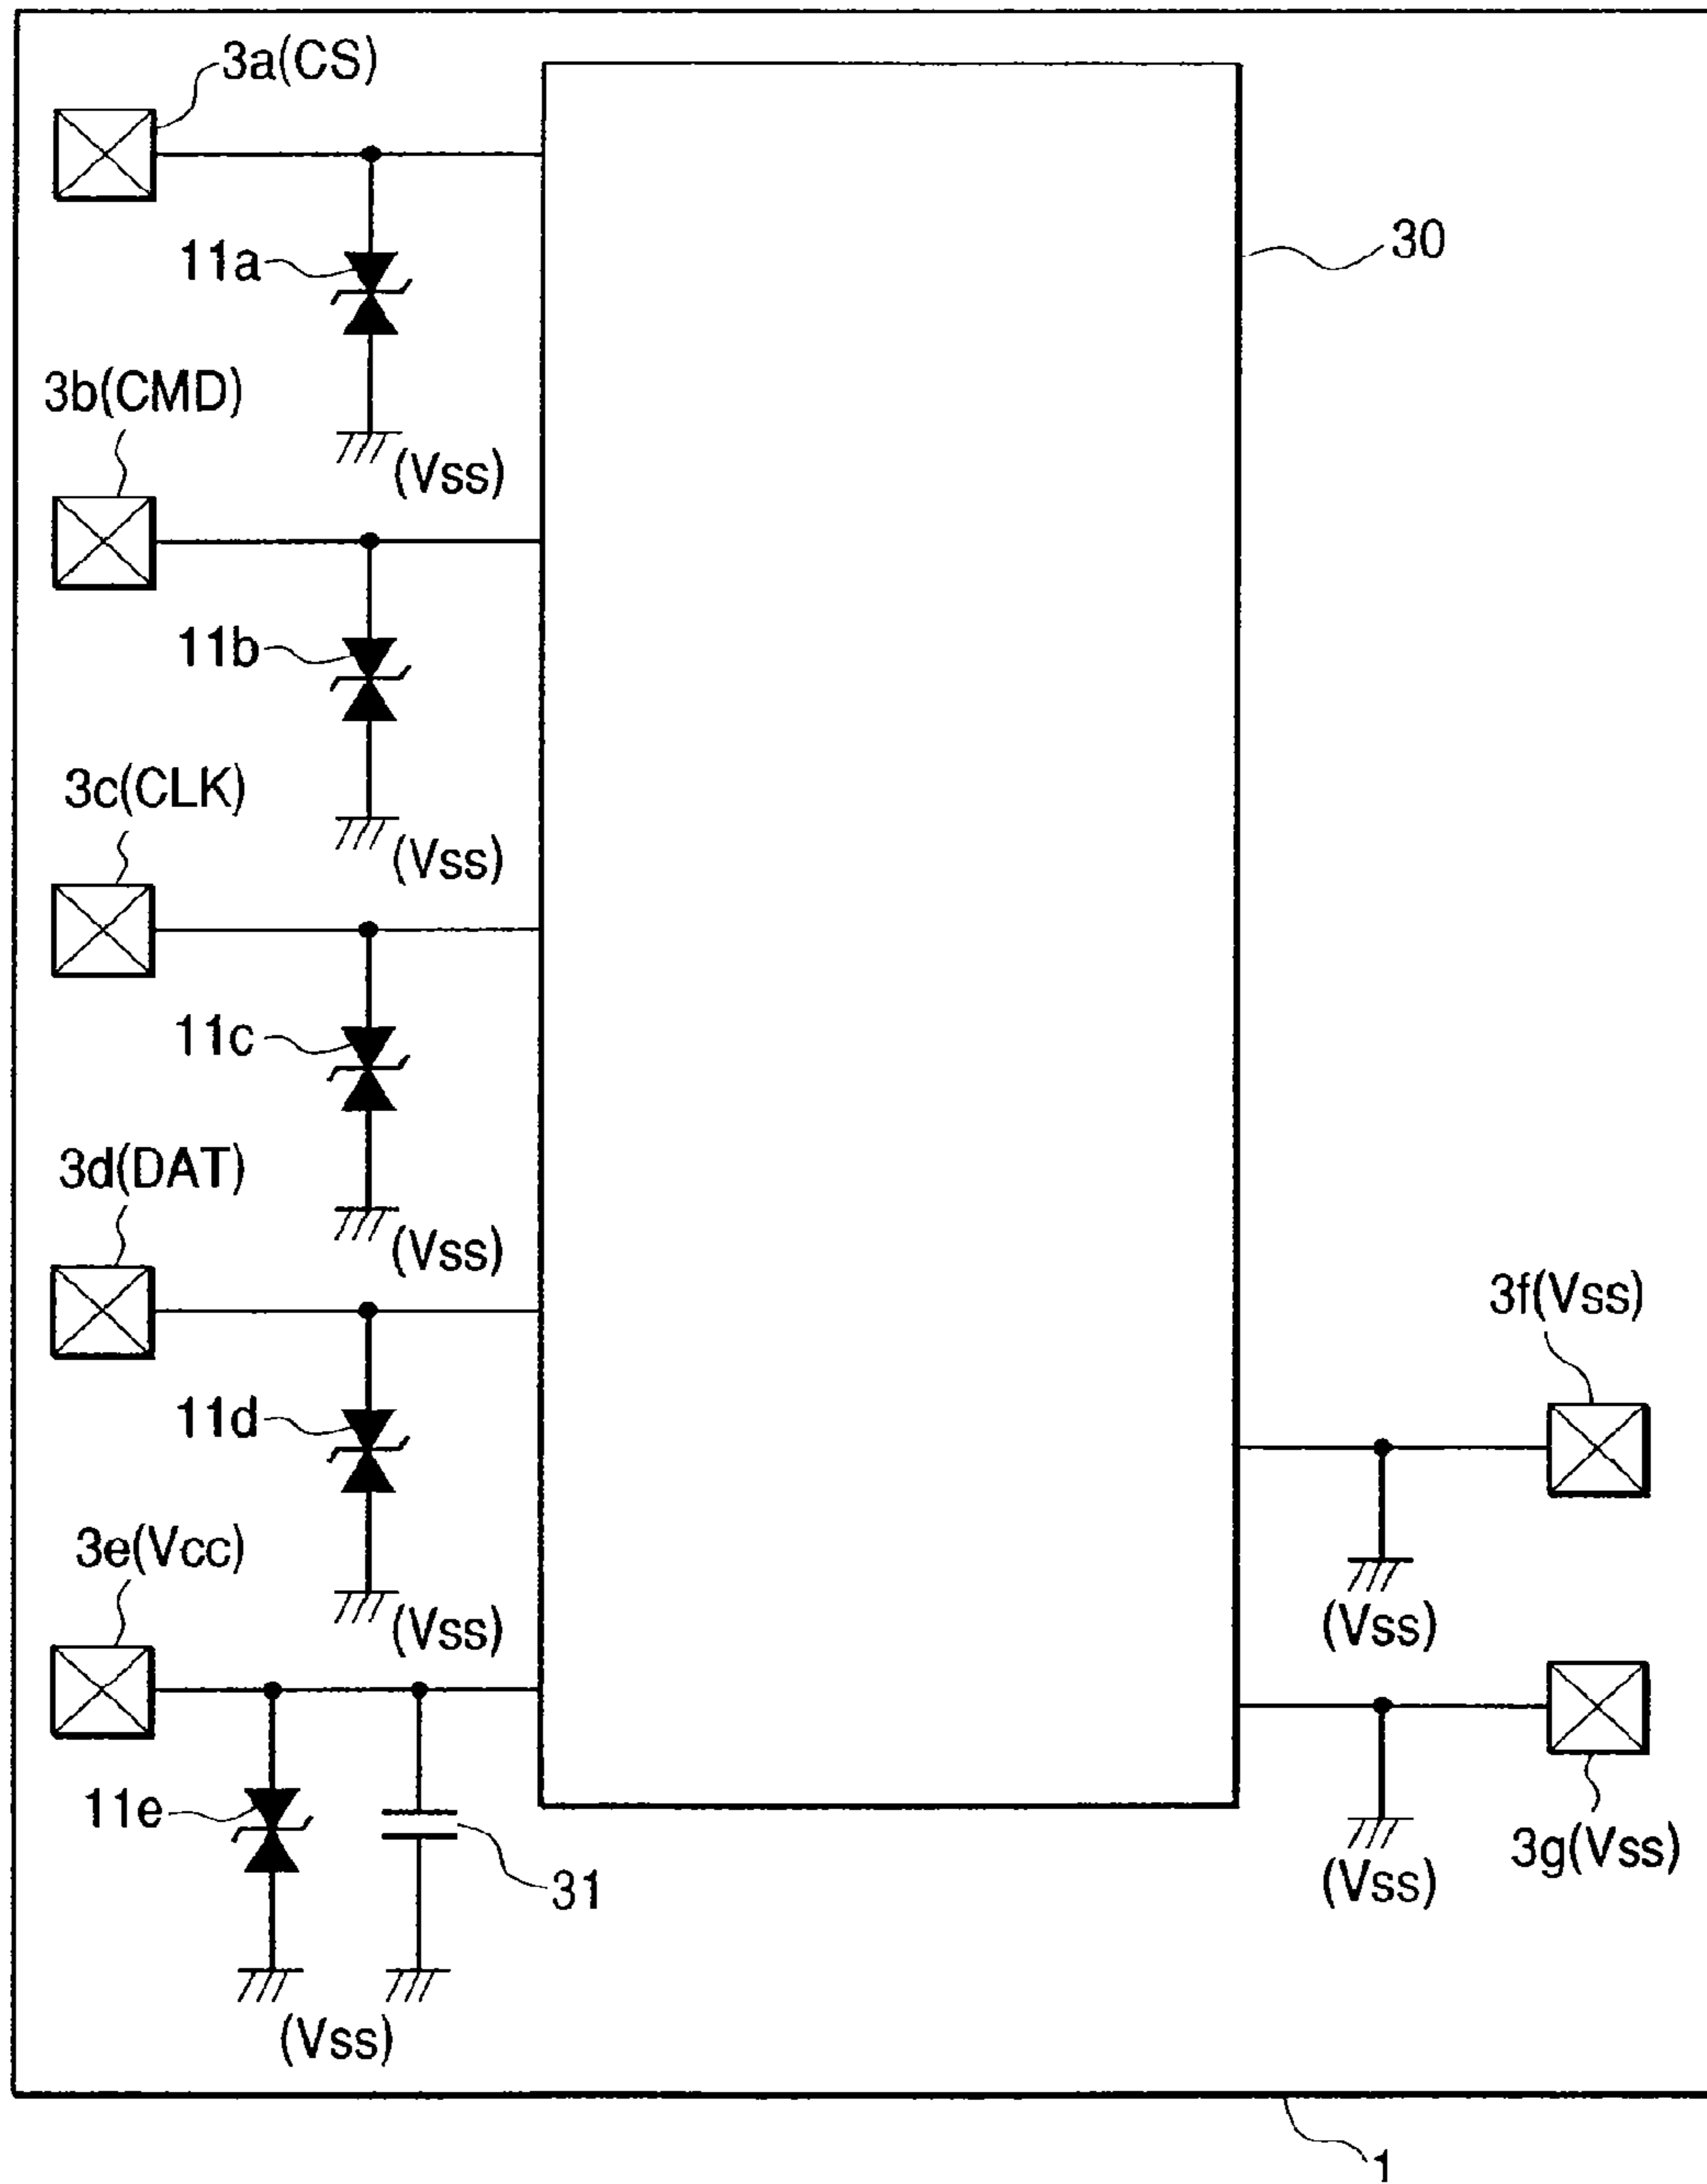 3a(CS)
30
11a
(Vss)
3b(CMD)
11b
(Vss)
3c(CLK)
11c
(Vss)
3d(DAT)
11d
(Vss)
3e(Vcc)
11e
31
(Vss)
3f(Vss)
(Vss)
3g(Vss)
(Vss)
1